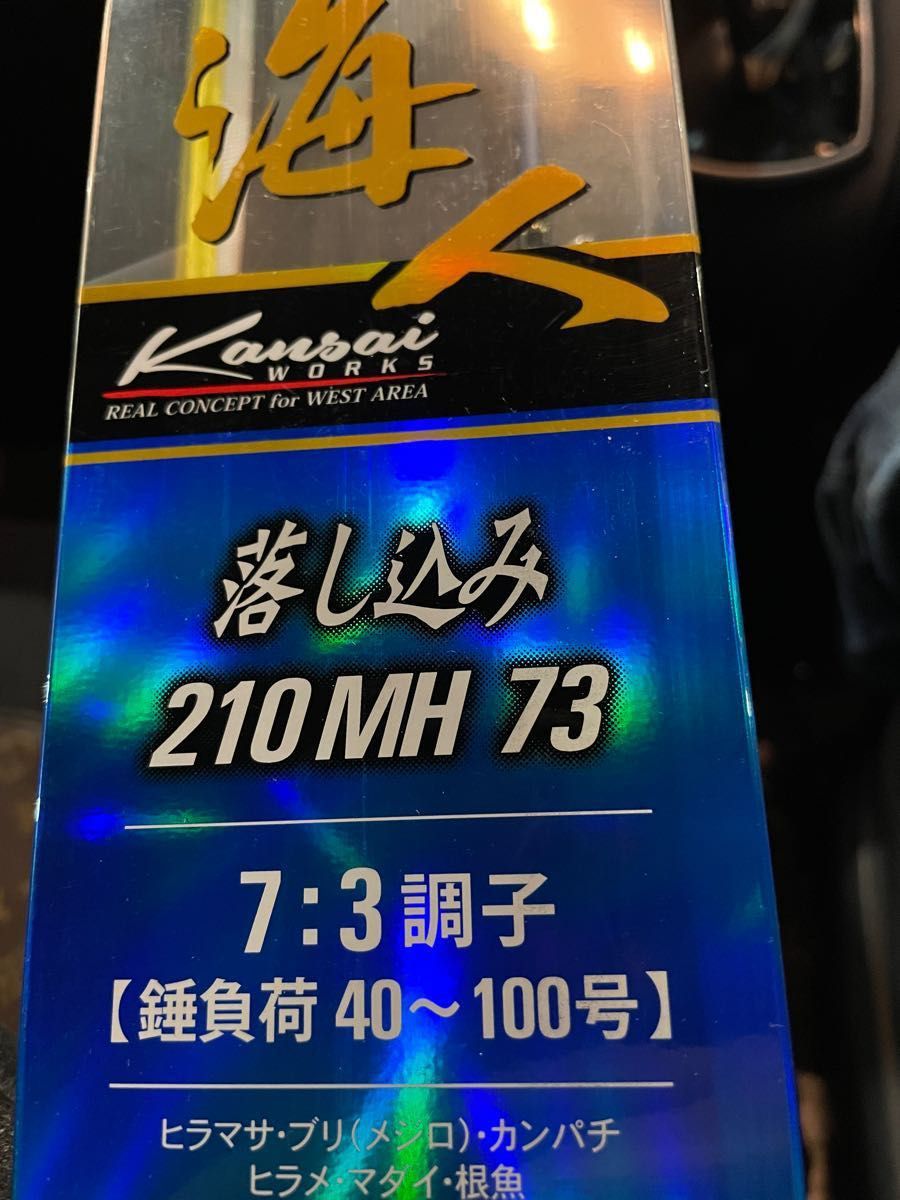 海人
Kansai
WORKS
REAL CONCEPT for WEST AREA
落し込み
210MH 73
7:3調子
【錘負荷 40〜100号】
ヒラマサ・ブリ(メジロ)・カンパチ
ヒラメ・マダイ・根魚